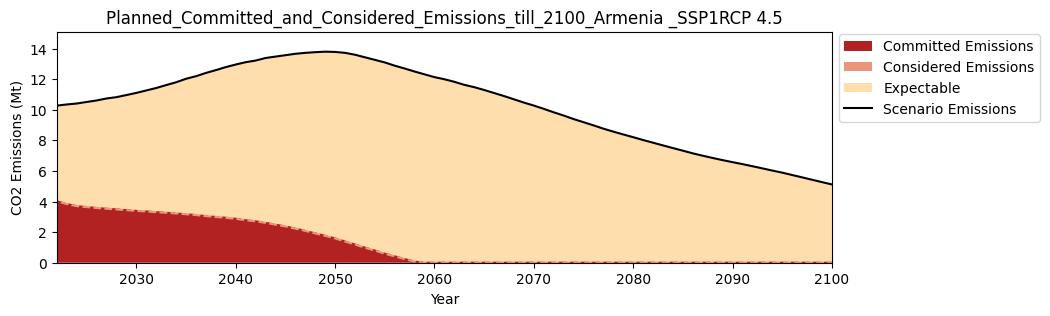 Planned_Committed_and_Considered_Emissions_till_2100_Armenia _SSP1RCP 4.5
CO2 Emissions (Mt)
14
12
10
8
6
4
2
0
2030
2040
2050
2060
2070
2080
2090
2100
Year
Committed Emissions
Considered Emissions
Expectable
Scenario Emissions